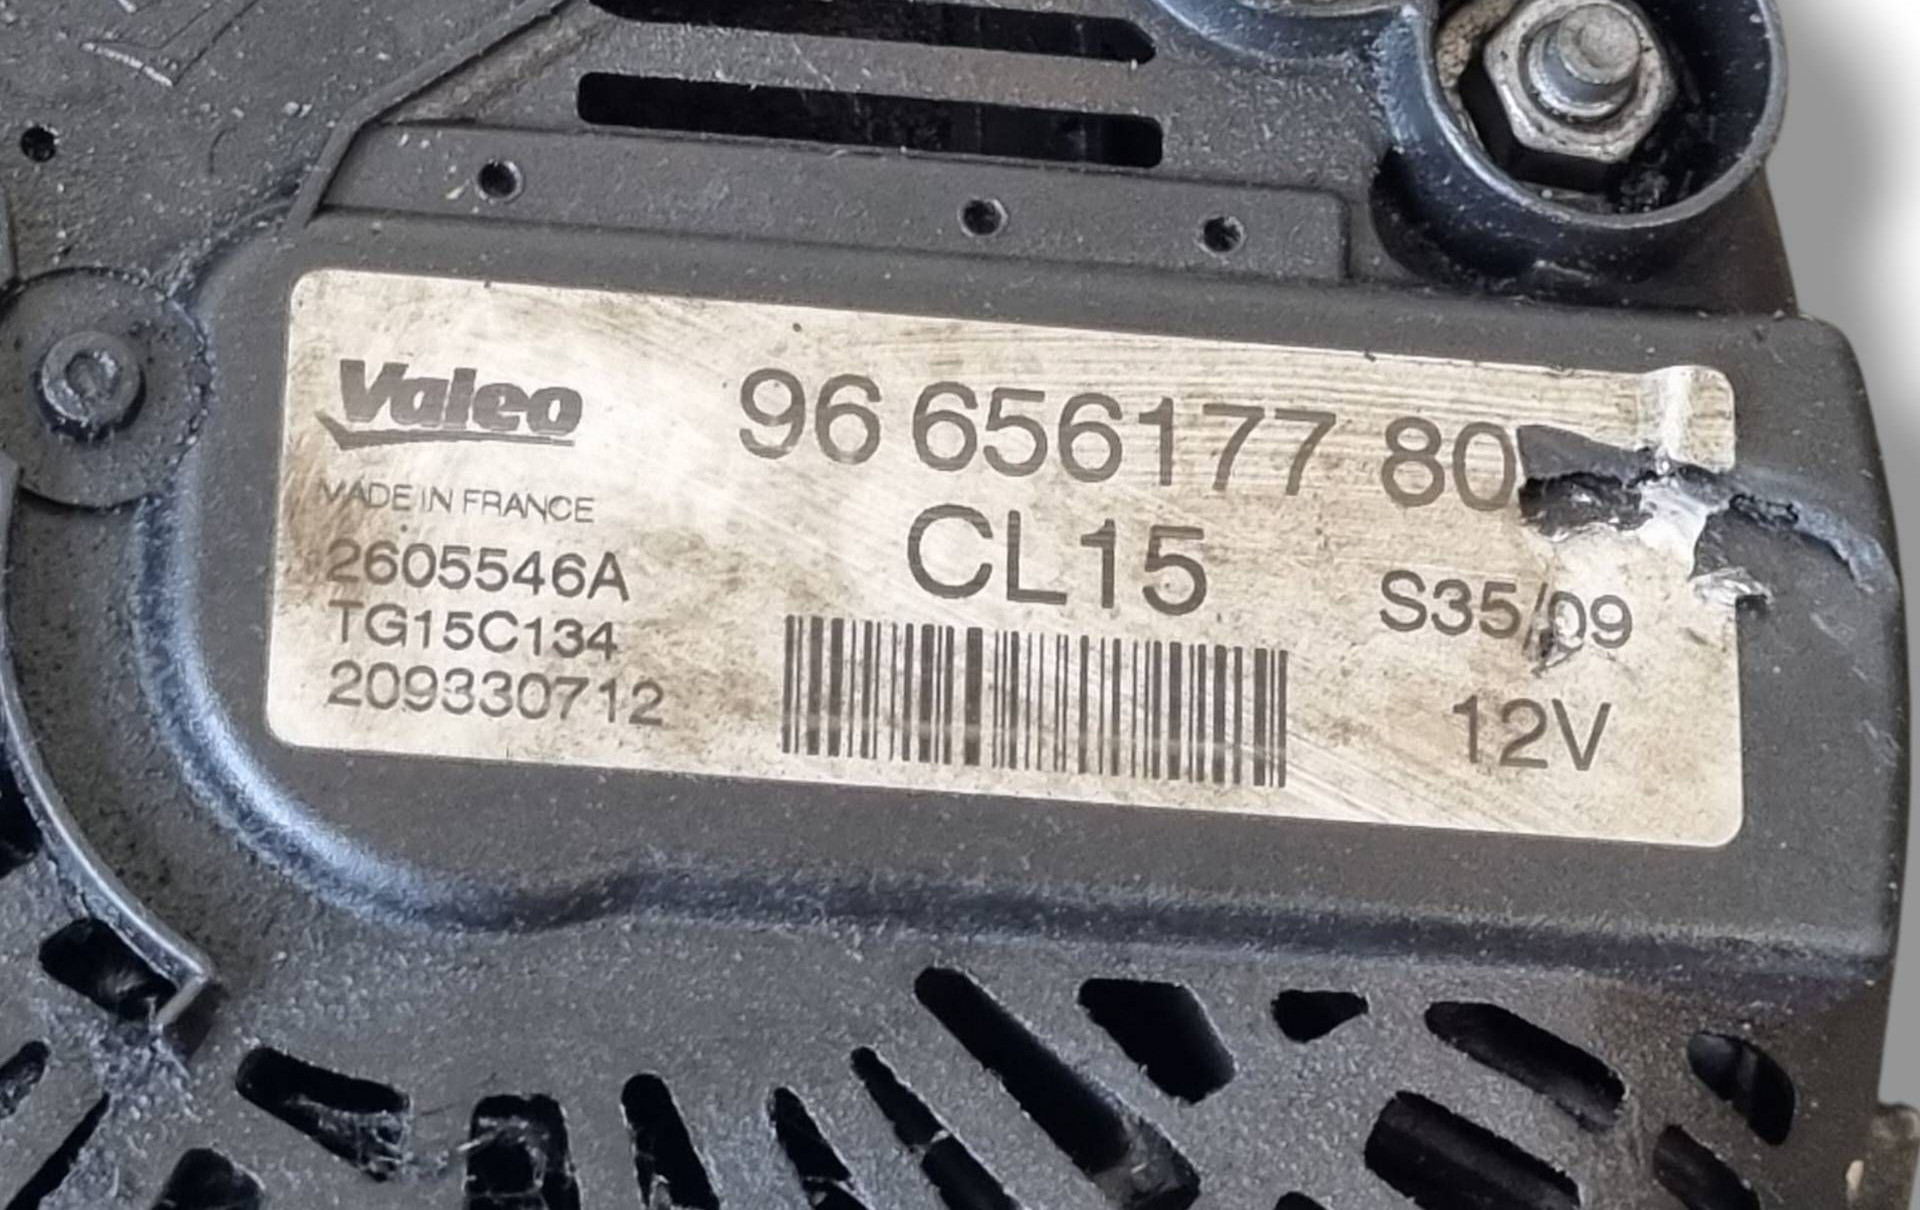 Valeo
96 656177 80
MADE IN FRANCE
CL15
2605546A
TG15C134
209330712
S35/09
12V